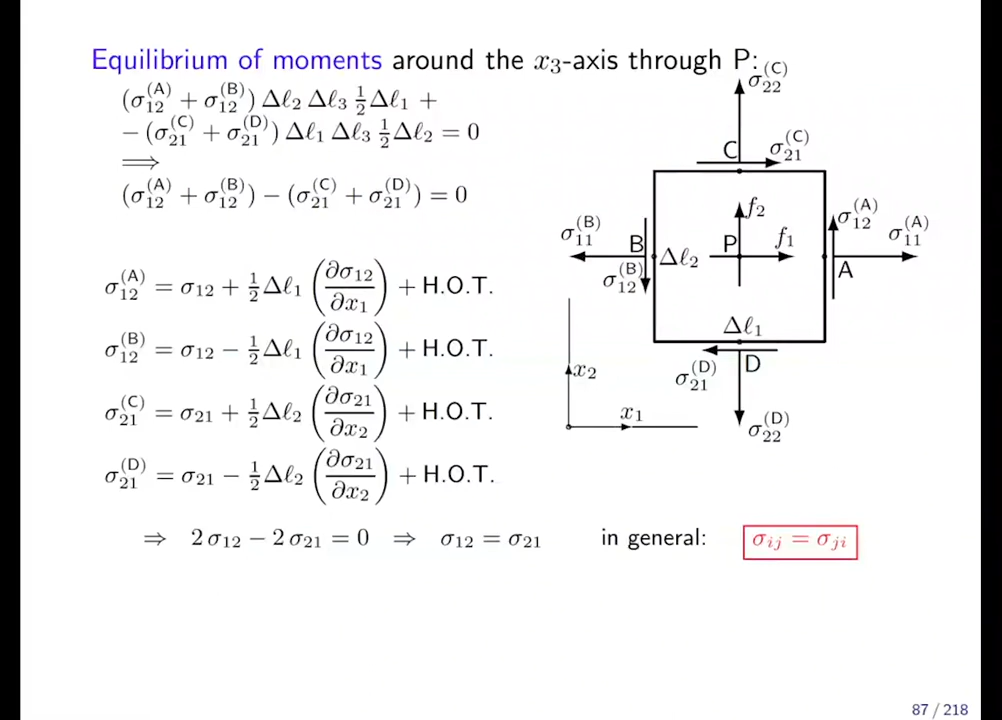 Equilibrium of moments around the x₃-axis through P:
(σ₁₂^(A) + σ₁₂^(B)) Δℓ₂ Δℓ₃ ½Δℓ₁ +
− (σ₂₁^(C) + σ₂₁^(D)) Δℓ₁ Δℓ₃ ½Δℓ₂ = 0
⟹
(σ₁₂^(A) + σ₁₂^(B)) − (σ₂₁^(C) + σ₂₁^(D)) = 0
σ₁₂^(A) = σ₁₂ + ½Δℓ₁ (∂σ₁₂/∂x₁) + H.O.T.
σ₁₂^(B) = σ₁₂ − ½Δℓ₁ (∂σ₁₂/∂x₁) + H.O.T.
σ₂₁^(C) = σ₂₁ + ½Δℓ₂ (∂σ₂₁/∂x₂) + H.O.T.
σ₂₁^(D) = σ₂₁ − ½Δℓ₂ (∂σ₂₁/∂x₂) + H.O.T.
⇒ 2 σ₁₂ − 2 σ₂₁ = 0 ⇒ σ₁₂ = σ₂₁ in general: σᵢⱼ = σⱼᵢ
σ₂₂^(C)
C σ₂₁^(C)
f₂ σ₁₂^(A)
σ₁₁^(B) B P f₁ σ₁₁^(A)
Δℓ₂
σ₁₂^(B) A
Δℓ₁
x₂ σ₂₁^(D) D
x₁ σ₂₂^(D)
87 / 218